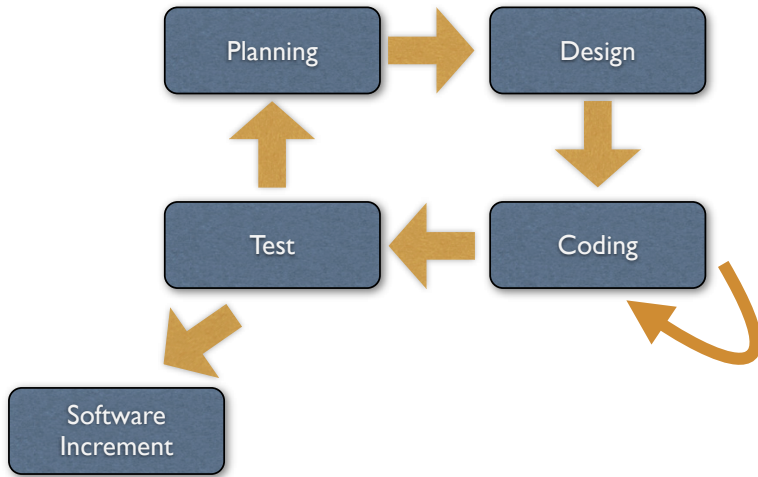 Planning
Design
Test
Coding
Software
Increment